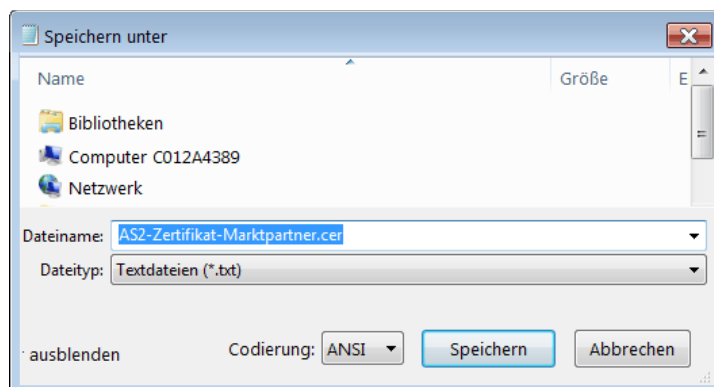 Speichern unter
Name Größe E
Bibliotheken
Computer C012A4389
Netzwerk
Dateiname: AS2-Zertifikat-Marktpartner.cer
Dateityp: Textdateien (*.txt)
ausblenden Codierung: ANSI Speichern Abbrechen